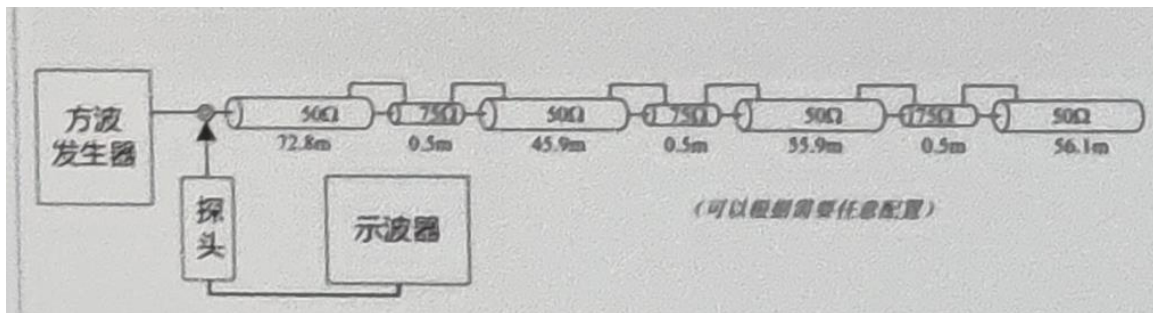 方波
发生器
50Ω
75Ω
50Ω
75Ω
50Ω
75Ω
50Ω
72.8m
0.5m
45.9m
0.5m
55.9m
0.5m
56.1m
探
头
示波器
(可以根据需要任意配置)